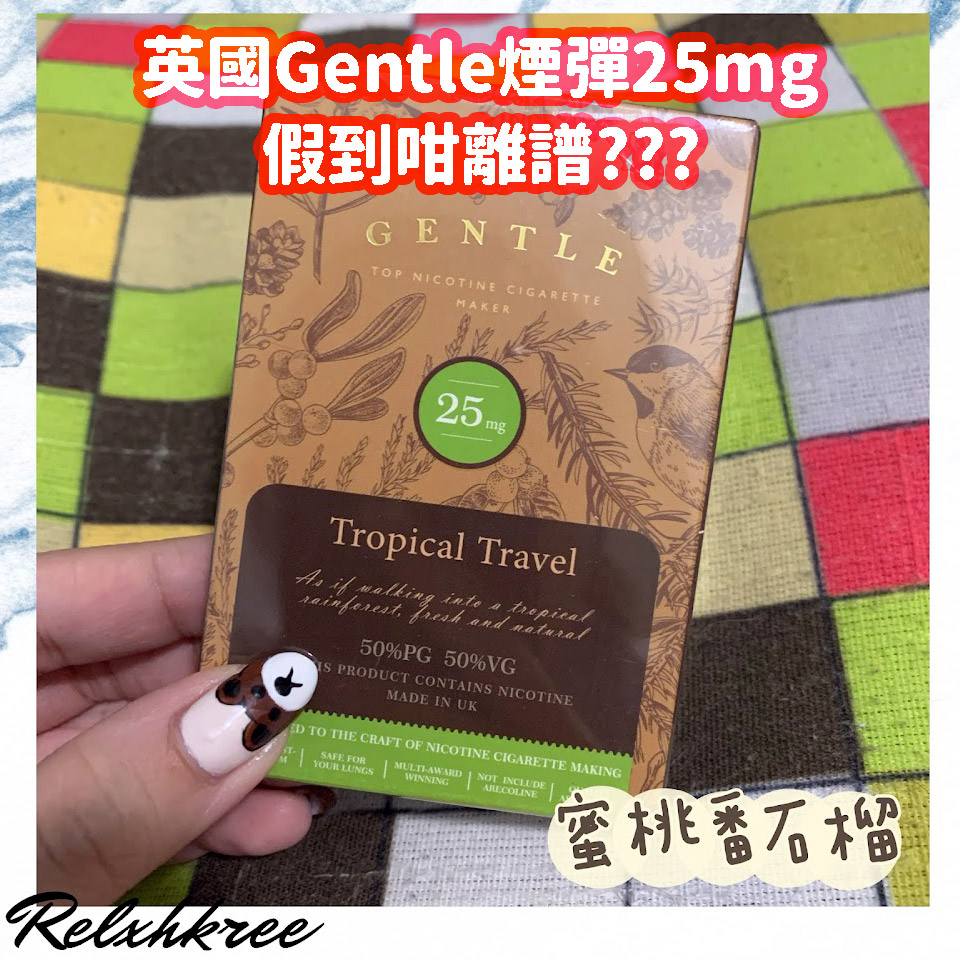 英國Gentle煙彈25mg
假到咁離譜???
GENTLE
TOP NICOTINE CIGARETTE
MAKER
25mg
Tropical Travel
As if walking into a tropical
rainforest, fresh and natural
50%PG 50%VG
IS PRODUCT CONTAINS NICOTINE
MADE IN UK
ED TO THE CRAFT OF NICOTINE CIGARETTE MAKING
SAFE FOR
YOUR LUNGS
MULTI-AWARD
WINNING
NOT INCLUDE
ARECOLINE
蜜桃番石榴
Relxhkree